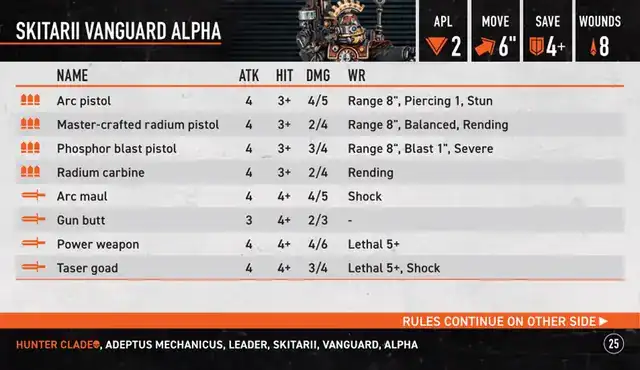 SKITARII VANGUARD ALPHA
APL MOVE SAVE WOUNDS
2 6" 4+ 8
NAME ATK HIT DMG WR
Arc pistol 4 3+ 4/5 Range 8", Piercing 1, Stun
Master-crafted radium pistol 4 3+ 2/4 Range 8", Balanced, Rending
Phosphor blast pistol 4 3+ 3/4 Range 8", Blast 1", Severe
Radium carbine 4 3+ 2/4 Rending
Arc maul 4 4+ 4/5 Shock
Gun butt 3 4+ 2/3 -
Power weapon 4 4+ 4/6 Lethal 5+
Taser goad 4 4+ 3/4 Lethal 5+, Shock
RULES CONTINUE ON OTHER SIDE ▶
HUNTER CLADE, ADEPTUS MECHANICUS, LEADER, SKITARII, VANGUARD, ALPHA
25